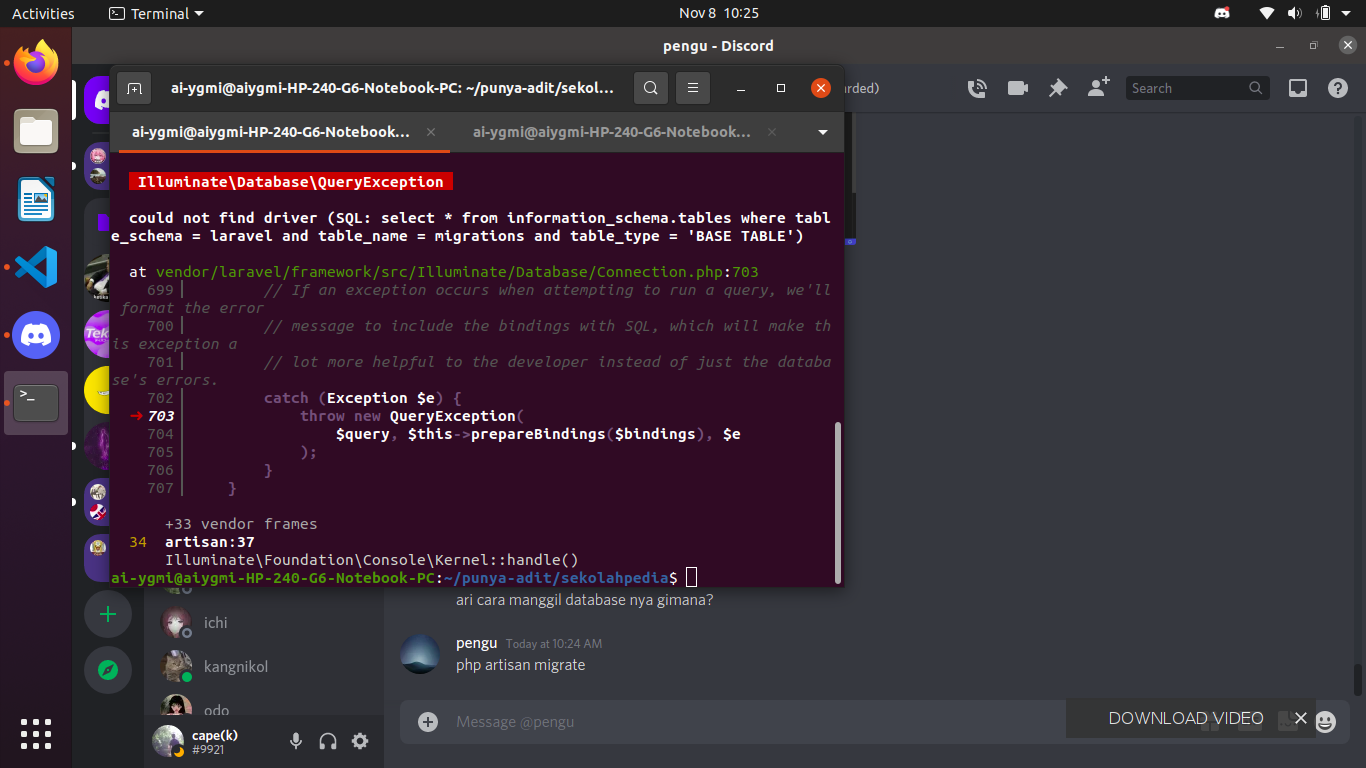 Activities
Terminal
Nov 8 10:25
pengu - Discord
ai-ygmi@aiygmi-HP-240-G6-Notebook-PC: ~/punya-adit/sekol...
Search
ai-ygmi@aiygmi-HP-240-G6-Notebook...
ai-ygmi@aiygmi-HP-240-G6-Notebook...
Illuminate\Database\QueryException
could not find driver (SQL: select * from information_schema.tables where tabl
e_schema = laravel and table_name = migrations and table_type = 'BASE TABLE')
at vendor/laravel/framework/src/Illuminate/Database/Connection.php:703
699| // If an exception occurs when attempting to run a query, we'll
format the error
700| // message to include the bindings with SQL, which will make th
is exception a
701| // lot more helpful to the developer instead of just the databa
se's errors.
702| catch (Exception $e) {
➜ 703| throw new QueryException(
704| $query, $this->prepareBindings($bindings), $e
705| );
706| }
707| }
+33 vendor frames
34 artisan:37
Illuminate\Foundation\Console\Kernel::handle()
ai-ygmi@aiygmi-HP-240-G6-Notebook-PC:~/punya-adit/sekolahpedia$
ari cara manggil database nya gimana?
ichi
pengu Today at 10:24 AM
php artisan migrate
kangnikol
odo
Message @pengu
DOWNLOAD VIDEO
cape(k)
#9921